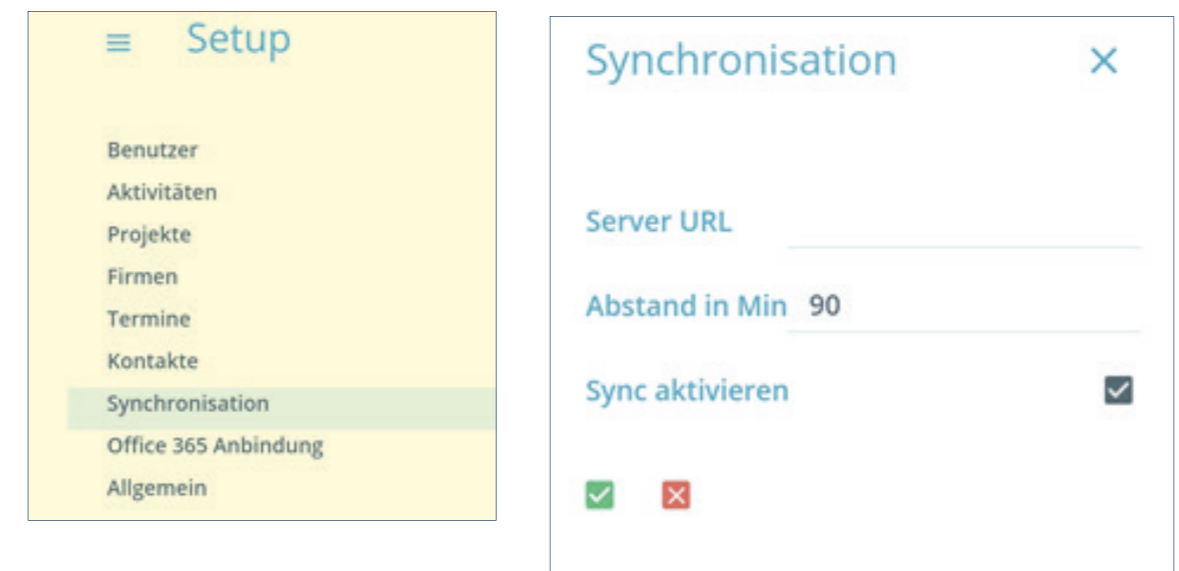 Setup
Benutzer
Aktivitäten
Projekte
Firmen
Termine
Kontakte
Synchronisation
Office 365 Anbindung
Allgemein
Synchronisation
Server URL
Abstand in Min 90
Sync aktivieren